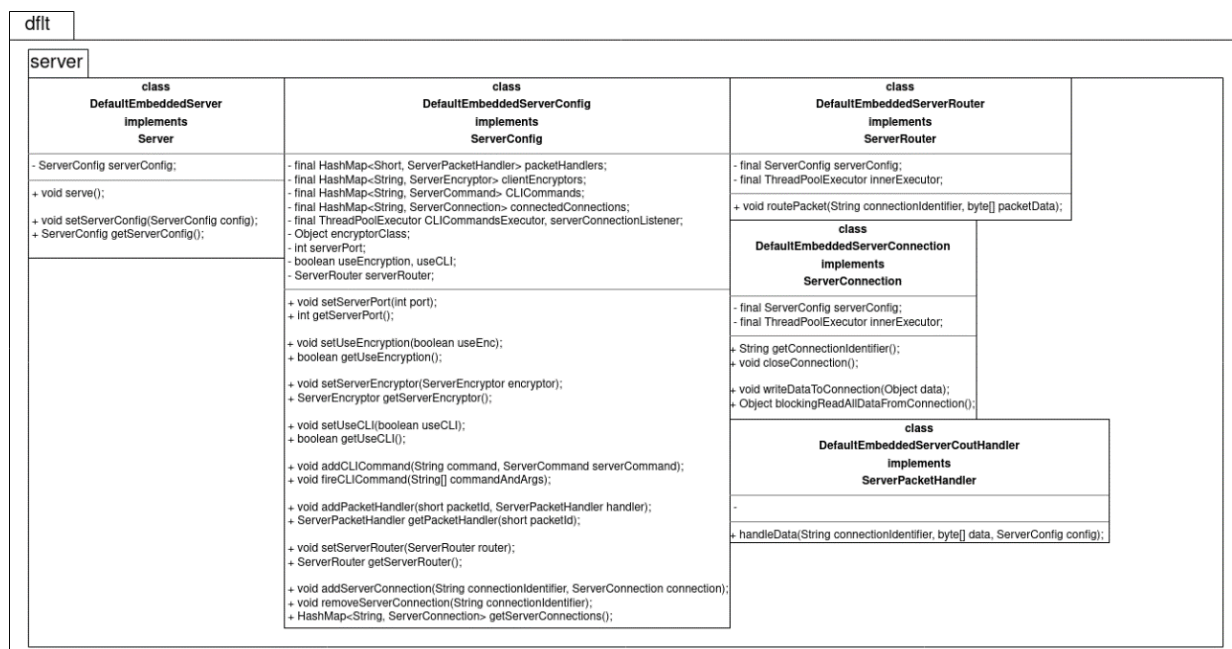 dflt
server
class
DefaultEmbeddedServer
implements
Server
- ServerConfig serverConfig;
+ void serve();
+ void setServerConfig(ServerConfig config);
+ ServerConfig getServerConfig();
class
DefaultEmbeddedServerConfig
implements
ServerConfig
- final HashMap<Short, ServerPacketHandler> packetHandlers;
- final HashMap<String, ServerEncryptor> clientEncryptors;
- final HashMap<String, ServerCommand> CLICommands;
- final HashMap<String, ServerConnection> connectedConnections;
- final ThreadPoolExecutor CLICommandsExecutor, serverConnectionListener;
- Object encryptorClass;
- int serverPort;
- boolean useEncryption, useCLI;
- ServerRouter serverRouter;
+ void setServerPort(int port);
+ int getServerPort();
+ void setUseEncryption(boolean useEnc);
+ boolean getUseEncryption();
+ void setServerEncryptor(ServerEncryptor encryptor);
+ ServerEncryptor getServerEncryptor();
+ void setUseCLI(boolean useCLI);
+ boolean getUseCLI();
+ void addCLICommand(String command, ServerCommand serverCommand);
+ void fireCLICommand(String[] commandAndArgs);
+ void addPacketHandler(short packetId, ServerPacketHandler handler);
+ ServerPacketHandler getPacketHandler(short packetId);
+ void setServerRouter(ServerRouter router);
+ ServerRouter getServerRouter();
+ void addServerConnection(String connectionIdentifier, ServerConnection connection);
+ void removeServerConnection(String connectionIdentifier);
+ HashMap<String, ServerConnection> getServerConnections();
class
DefaultEmbeddedServerRouter
implements
ServerRouter
- final ServerConfig serverConfig;
- final ThreadPoolExecutor innerExecutor;
+ void routePacket(String connectionIdentifier, byte[] packetData);
class
DefaultEmbeddedServerConnection
implements
ServerConnection
- final ServerConfig serverConfig;
- final ThreadPoolExecutor innerExecutor;
+ String getConnectionIdentifier();
+ void closeConnection();
+ void writeDataToConnection(Object data);
+ Object blockingReadAllDataFromConnection();
class
DefaultEmbeddedServerCoutHandler
implements
ServerPacketHandler
-
+ handleData(String connectionIdentifier, byte[] data, ServerConfig config);